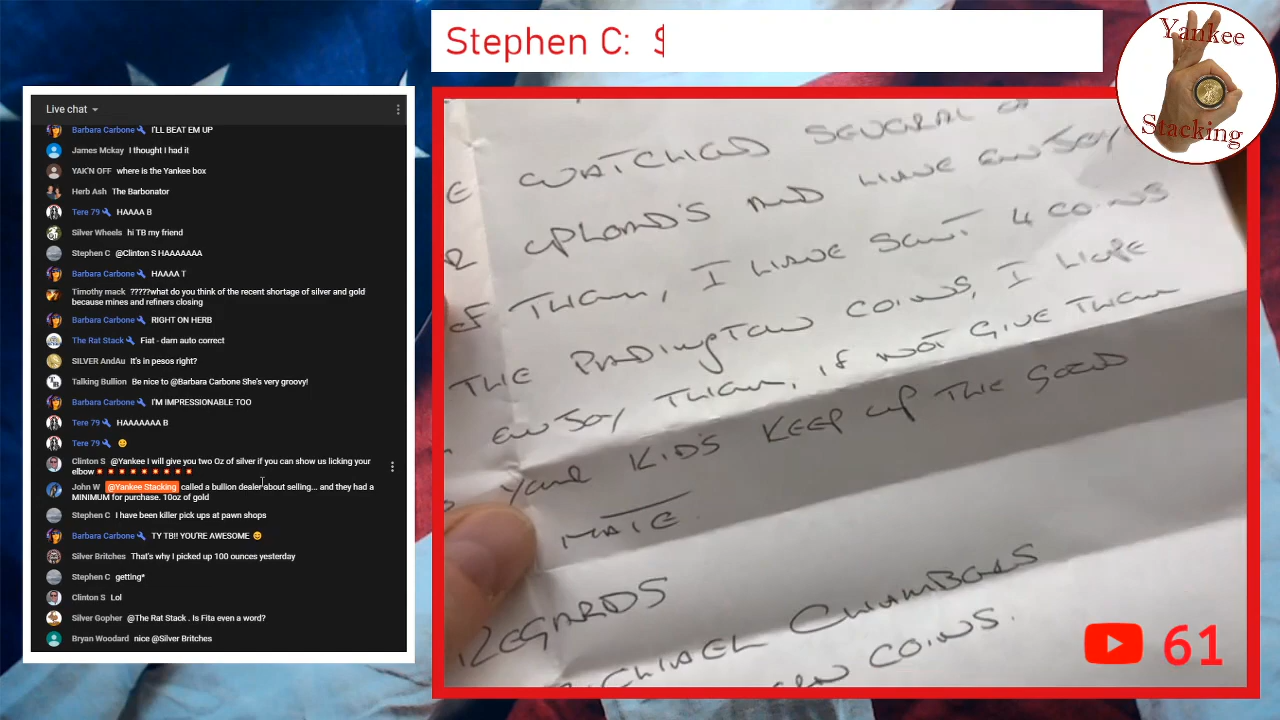 Stephen C: $
Yankee
Stacking
Live chat
Barbara Carbone I'LL BEAT EM UP
James Mckay I thought I had it
YAK'N OFF where is the Yankee box
Herb Ash The Barbonator
Tere 79 HAAAA B
Silver Wheels hi TB my friend
Stephen C @Clinton S HAAAAAAA
Barbara Carbone HAAAA T
Timothy mack ?????what do you think of the recent shortage of silver and gold
because mines and refiners closing
Barbara Carbone RIGHT ON HERB
The Rat Stack Fiat - darn auto correct
SILVER AndAu It's in pesos right?
Talking Bullion Be nice to @Barbara Carbone She's very groovy!
Barbara Carbone I'M IMPRESSIONABLE TOO
Tere 79 HAAAAAAA B
Tere 79 😊
Clinton S @Yankee I will give you two Oz of silver if you can show us licking your
elbow 💥💥💥💥💥💥💥💥💥
John W @Yankee Stacking called a bullion dealer about selling... and they had a
MINIMUM for purchase. 10oz of gold
Stephen C I have been killer pick ups at pawn shops
Barbara Carbone TY TB!! YOU'RE AWESOME 😊
Silver Britches That's why I picked up 100 ounces yesterday
Stephen C getting*
Clinton S Lol
Silver Gopher @The Rat Stack . Is Fita even a word?
Bryan Woodard nice @Silver Britches
E WATCHED SEVERAL OF
R UPLOAD'S AND HAVE ENJOY
OF THEM, I HAVE SENT 4 COINS
THE PADINGTON COINS, I HOPE
ENJOY THEM, IF NOT GIVE THEM
YOUR KID'S KEEP UP THE GOOD
MATE.
REGARDS
MICHAEL CHAMBERS
COINS.
61